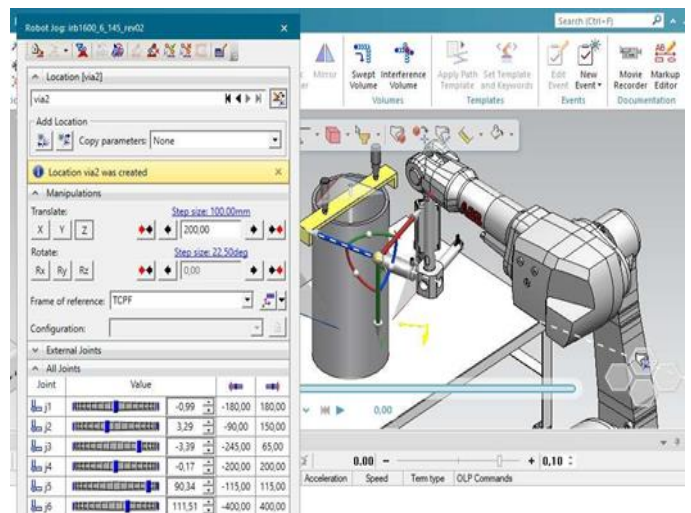 Robot Jog: irb1600_6_145_rev02
Location [via2]
via2
Add Location
Copy parameters: None
Location via2 was created
Manipulations
Translate:
Step size: 100.00mm
X Y Z
200,00
Rotate:
Step size: 22.50deg
Rx Ry Rz
0,00
Frame of reference: TCPF
Configuration:
External Joints
All Joints
Joint Value
j1 -0,99 -180,00 180,00
j2 3,29 -90,00 150,00
j3 -3,39 -245,00 65,00
j4 -0,17 -200,00 200,00
j5 90,34 -115,00 115,00
j6 111,51 -400,00 400,00
Search (Ctrl+F)
Mirror
Swept Volume
Interference Volume
Apply Path Template
Set Template and Keywords
Edit Event
New Event
Movie Recorder
Markup Editor
Volumes
Templates
Events
Documentation
ABB
0,00
0.00 - + 0,10
Acceleration Speed Term type OLP Commands